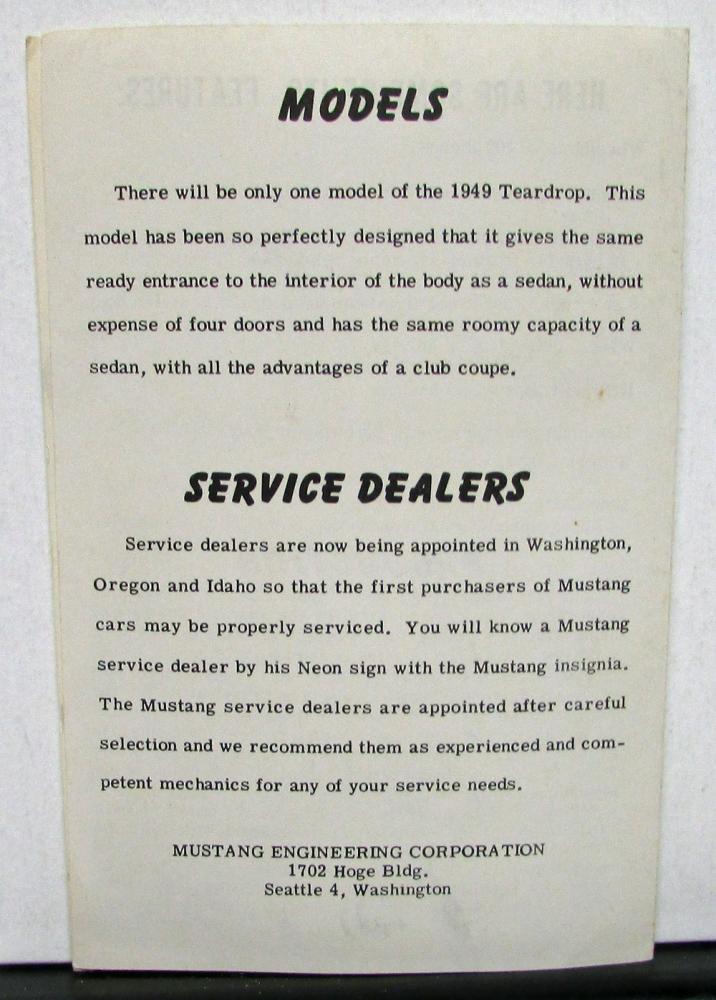 MODELS
There will be only one model of the 1949 Teardrop. This
model has been so perfectly designed that it gives the same
ready entrance to the interior of the body as a sedan, without
expense of four doors and has the same roomy capacity of a
sedan, with all the advantages of a club coupe.
SERVICE DEALERS
Service dealers are now being appointed in Washington,
Oregon and Idaho so that the first purchasers of Mustang
cars may be properly serviced. You will know a Mustang
service dealer by his Neon sign with the Mustang insignia.
The Mustang service dealers are appointed after careful
selection and we recommend them as experienced and com-
petent mechanics for any of your service needs.
MUSTANG ENGINEERING CORPORATION
1702 Hoge Bldg.
Seattle 4, Washington